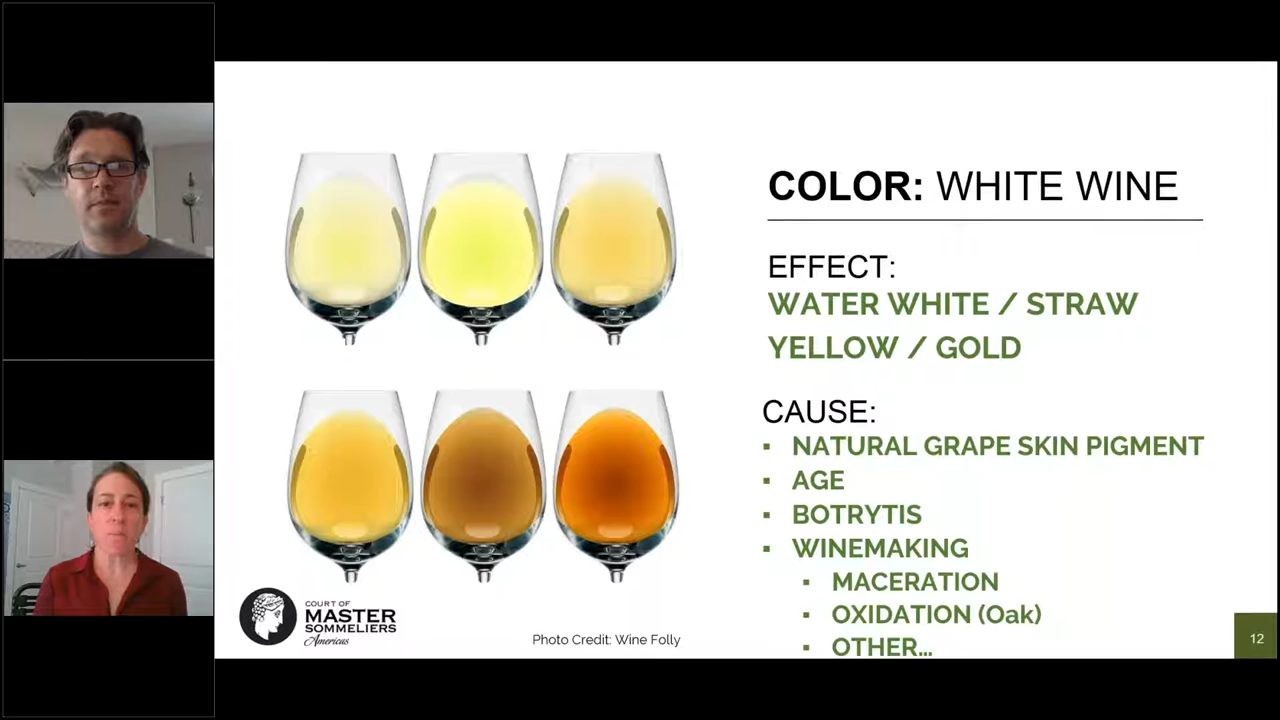 COLOR: WHITE WINE
EFFECT:
WATER WHITE / STRAW
YELLOW / GOLD
CAUSE:
▪ NATURAL GRAPE SKIN PIGMENT
▪ AGE
▪ BOTRYTIS
▪ WINEMAKING
▪ MACERATION
▪ OXIDATION (Oak)
▪ OTHER…
COURT OF
MASTER
SOMMELIERS
Americas
Photo Credit: Wine Folly
12